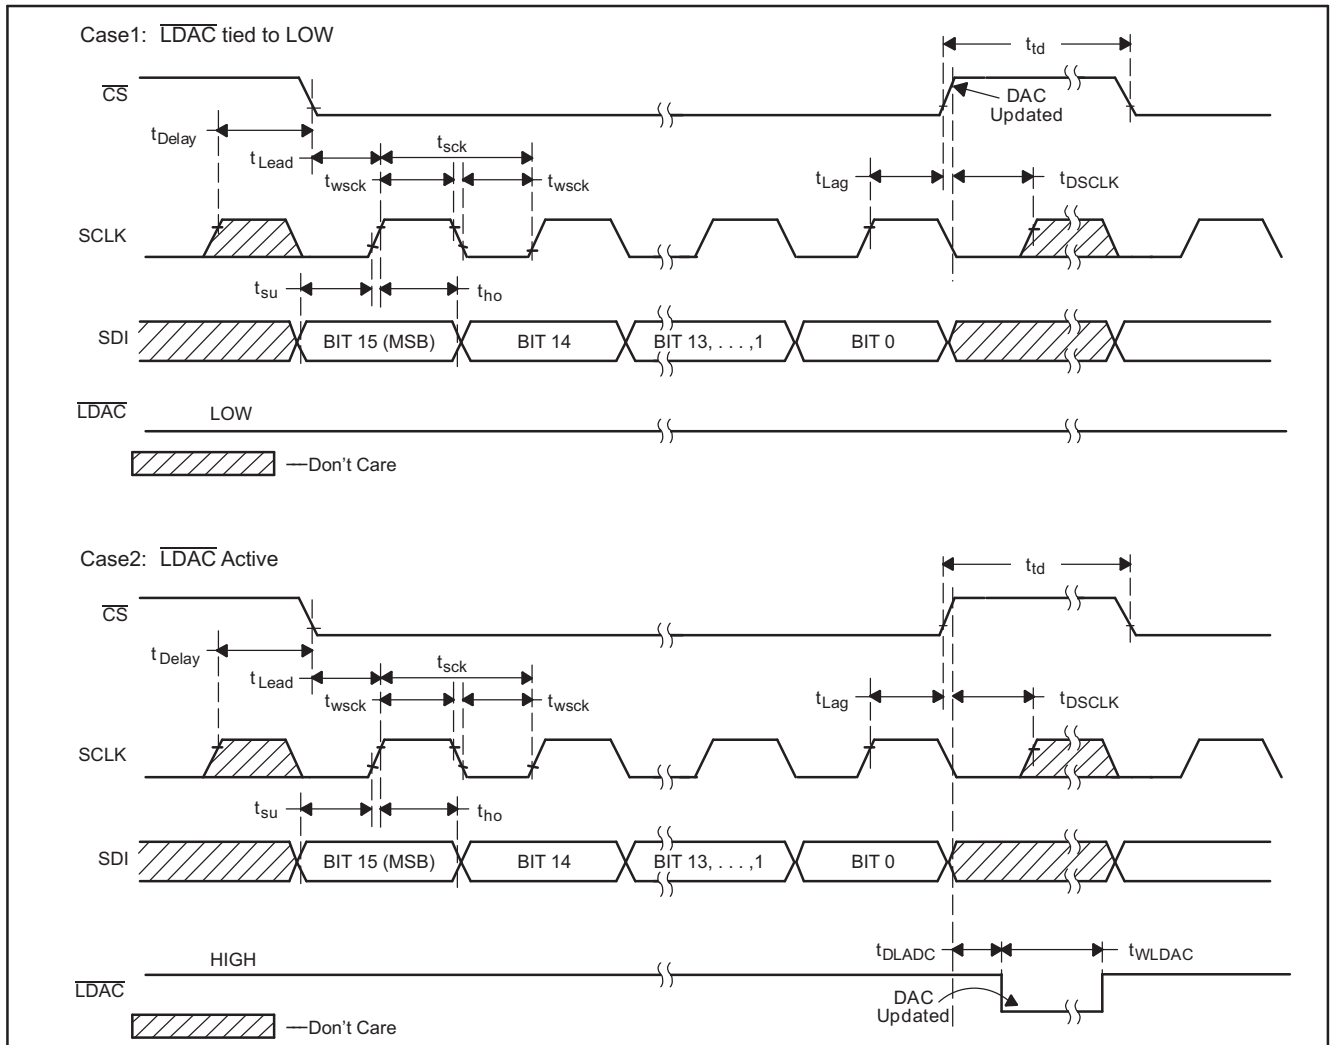 Case1: LDAC tied to LOW
t_td
CS
DAC
Updated
t_Delay
t_Lead
t_sck
t_wsck
t_wsck
t_Lag
t_DSCLK
SCLK
t_su
t_ho
SDI
BIT 15 (MSB)
BIT 14
BIT 13, . . . ,1
BIT 0
LDAC
LOW
—Don't Care
Case2: LDAC Active
t_td
CS
t_Delay
t_Lead
t_sck
t_wsck
t_wsck
t_Lag
t_DSCLK
SCLK
t_su
t_ho
SDI
BIT 15 (MSB)
BIT 14
BIT 13, . . . ,1
BIT 0
t_DLADC
t_WLDAC
HIGH
LDAC
DAC
Updated
—Don't Care